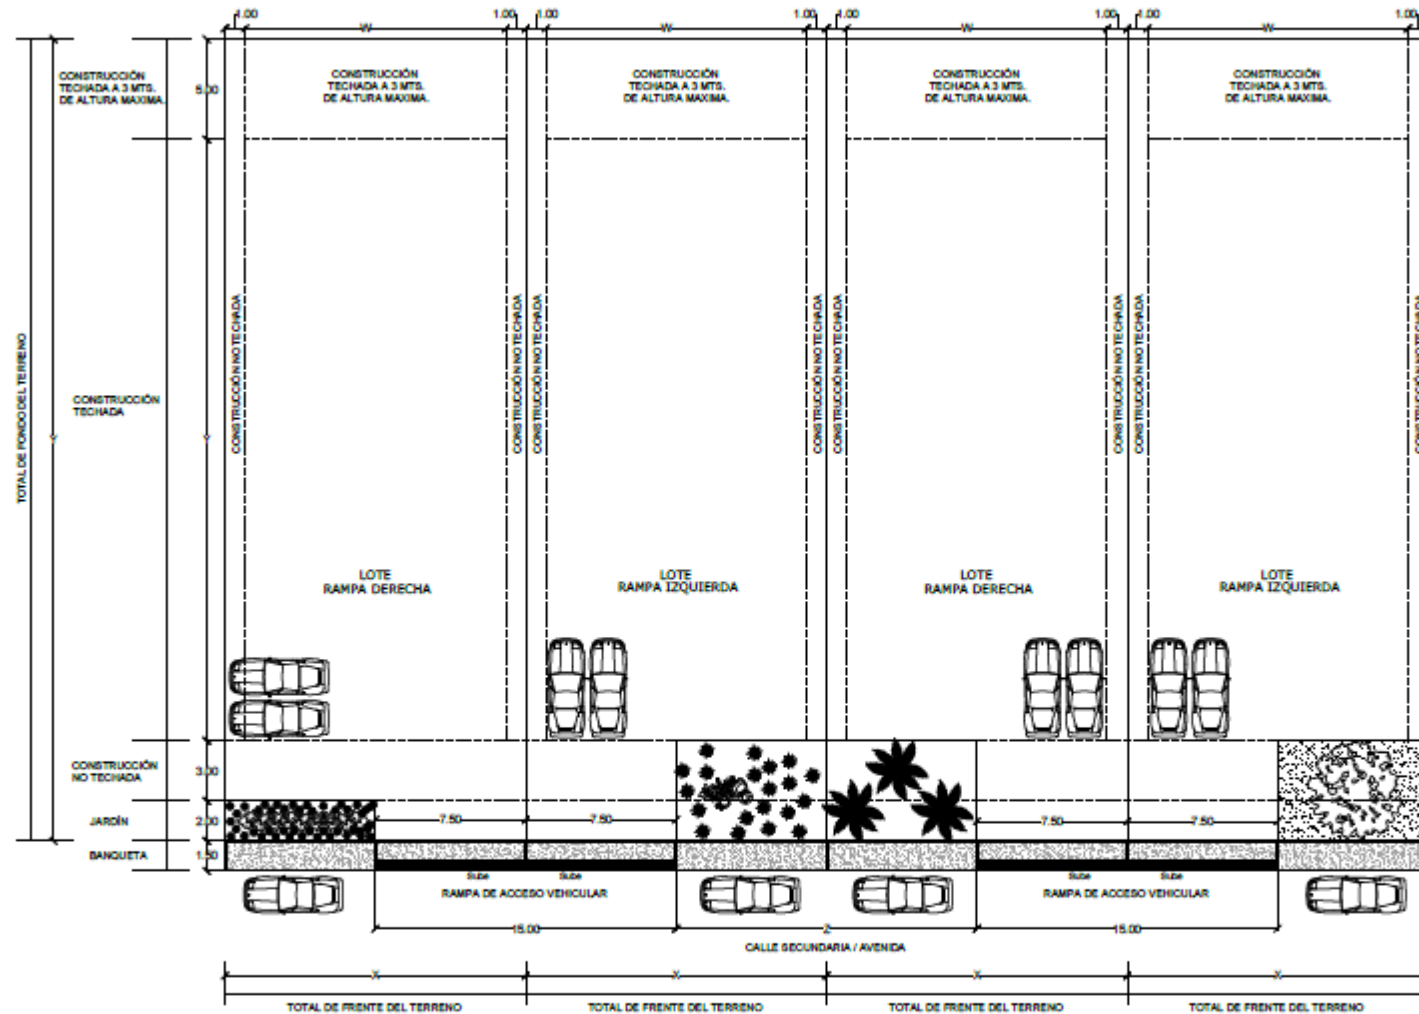 1.00 1.00 1.00 1.00 1.00 1.00 1.00 1.00
W W W W
CONSTRUCCIÓN
TECHADA A 3 MTS.
DE ALTURA MAXIMA.
5.00
CONSTRUCCIÓN
TECHADA A 3 MTS.
DE ALTURA MAXIMA.
CONSTRUCCIÓN
TECHADA A 3 MTS.
DE ALTURA MAXIMA.
CONSTRUCCIÓN
TECHADA A 3 MTS.
DE ALTURA MAXIMA.
CONSTRUCCIÓN
TECHADA A 3 MTS.
DE ALTURA MAXIMA.
TOTAL DE FONDO DEL TERRENO
CONSTRUCCIÓN
TECHADA
CONSTRUCCIÓN NO TECHADA
CONSTRUCCIÓN NO TECHADA
CONSTRUCCIÓN NO TECHADA
CONSTRUCCIÓN NO TECHADA
CONSTRUCCIÓN NO TECHADA
CONSTRUCCIÓN NO TECHADA
CONSTRUCCIÓN NO TECHADA
CONSTRUCCIÓN NO TECHADA
LOTE
RAMPA DERECHA
LOTE
RAMPA IZQUIERDA
LOTE
RAMPA DERECHA
LOTE
RAMPA IZQUIERDA
CONSTRUCCIÓN
NO TECHADA
3.00
JARDÍN
2.00
7.50 7.50 7.50 7.50
BANQUETA
1.50
Sube Sube Sube Sube
RAMPA DE ACCESO VEHICULAR
RAMPA DE ACCESO VEHICULAR
15.00 Z 15.00
CALLE SECUNDARIA / AVENIDA
X X X X
TOTAL DE FRENTE DEL TERRENO
TOTAL DE FRENTE DEL TERRENO
TOTAL DE FRENTE DEL TERRENO
TOTAL DE FRENTE DEL TERRENO